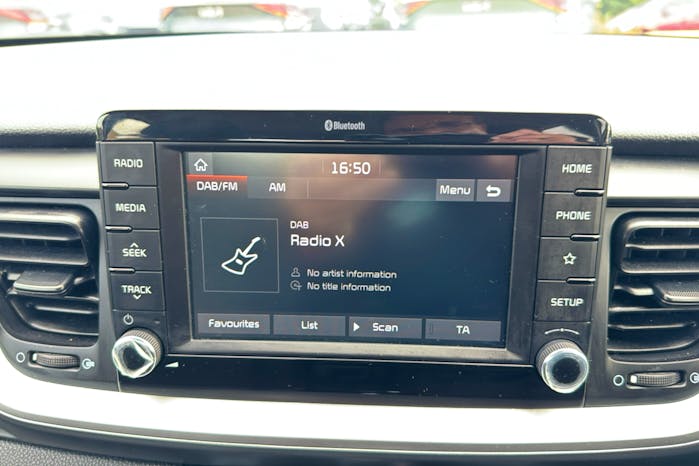 Bluetooth
RADIO
MEDIA
SEEK
TRACK
16:50
DAB/FM
AM
Menu
DAB
Radio X
No artist information
No title information
Favourites
List
Scan
TA
HOME
PHONE
SETUP